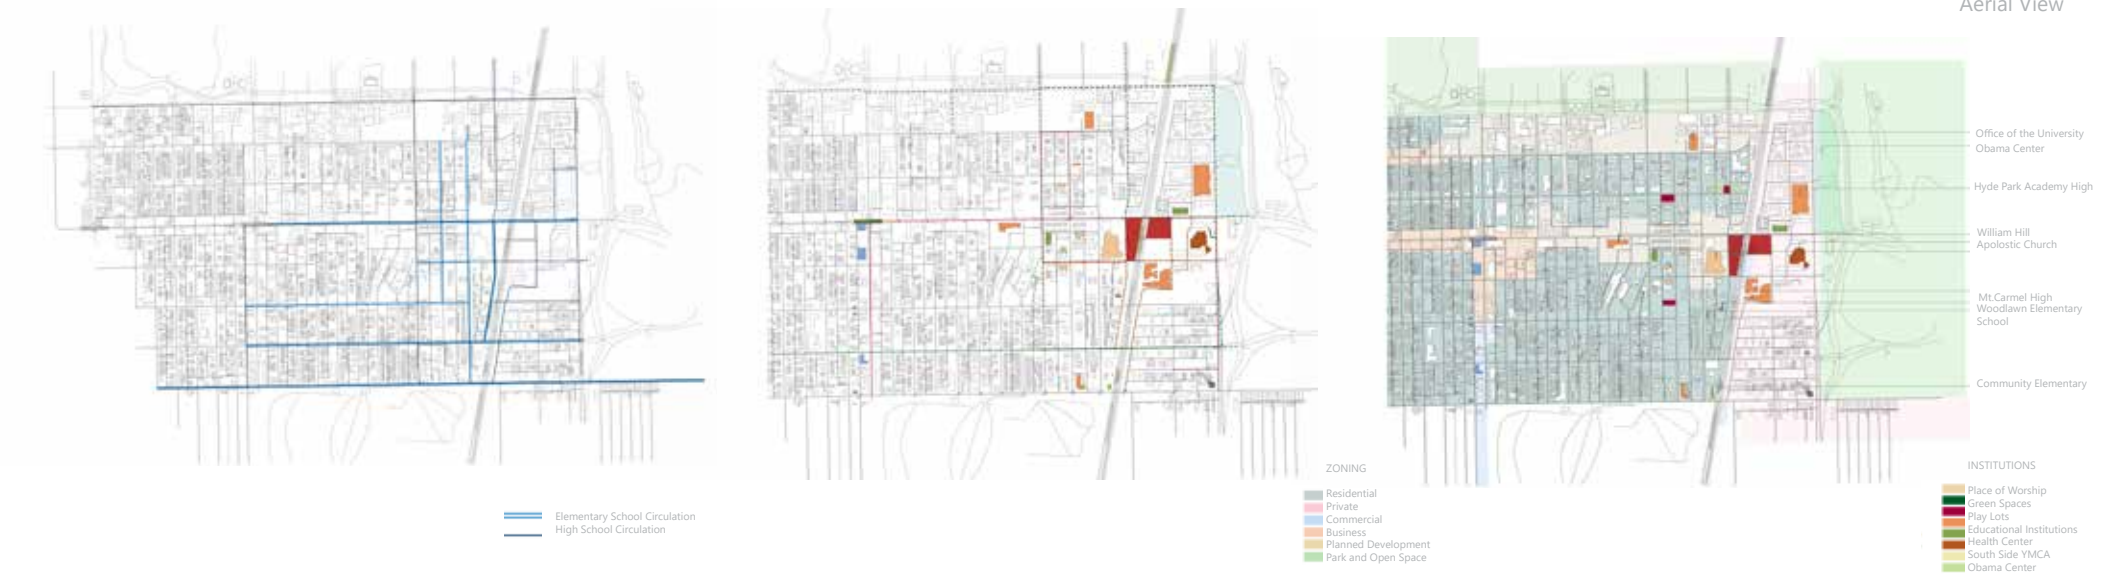 Aerial View
Office of the University
Obama Center
Hyde Park Academy High
William Hill
Apolostic Church
Mt.Carmel High
Woodlawn Elementary
School
Community Elementary
Elementary School Circulation
High School Circulation
ZONING
Residential
Private
Commercial
Business
Planned Development
Park and Open Space
INSTITUTIONS
Place of Worship
Green Spaces
Play Lots
Educational Institutions
Health Center
South Side YMCA
Obama Center